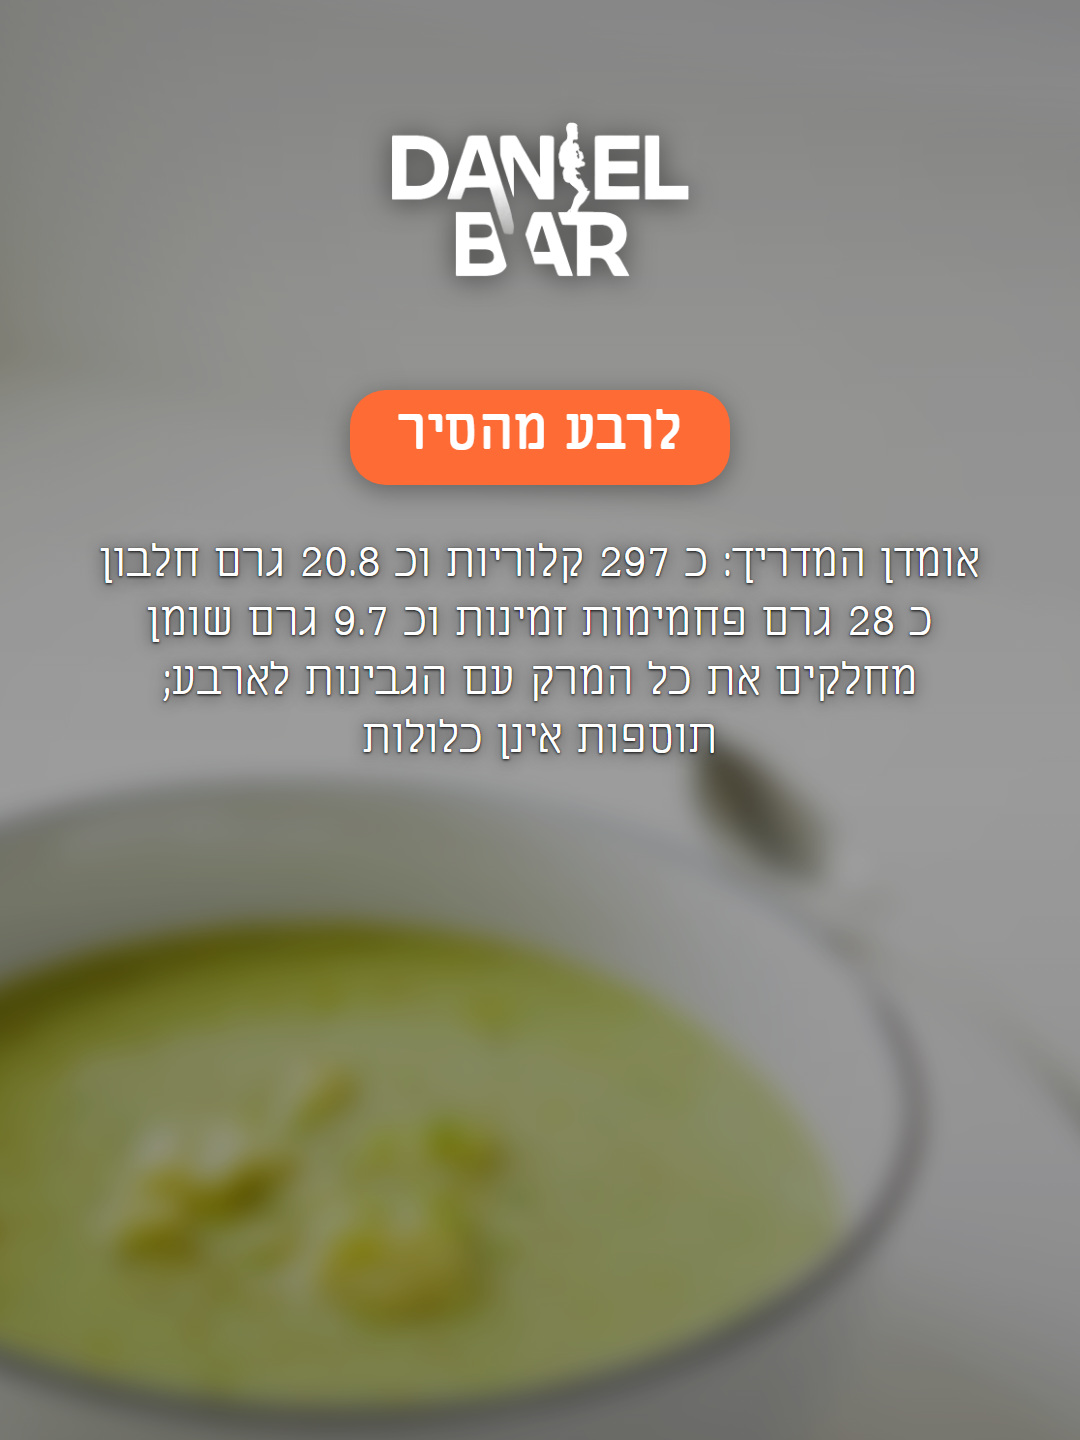 DANIEL
BAR
לרבע מהסיר
אומדן המדריך: כ 297 קלוריות וכ 20.8 גרם חלבון
כ 28 גרם פחמימות זמינות וכ 9.7 גרם שומן
מחלקים את כל המרק עם הגבינות לארבע;
תוספות אינן כלולות